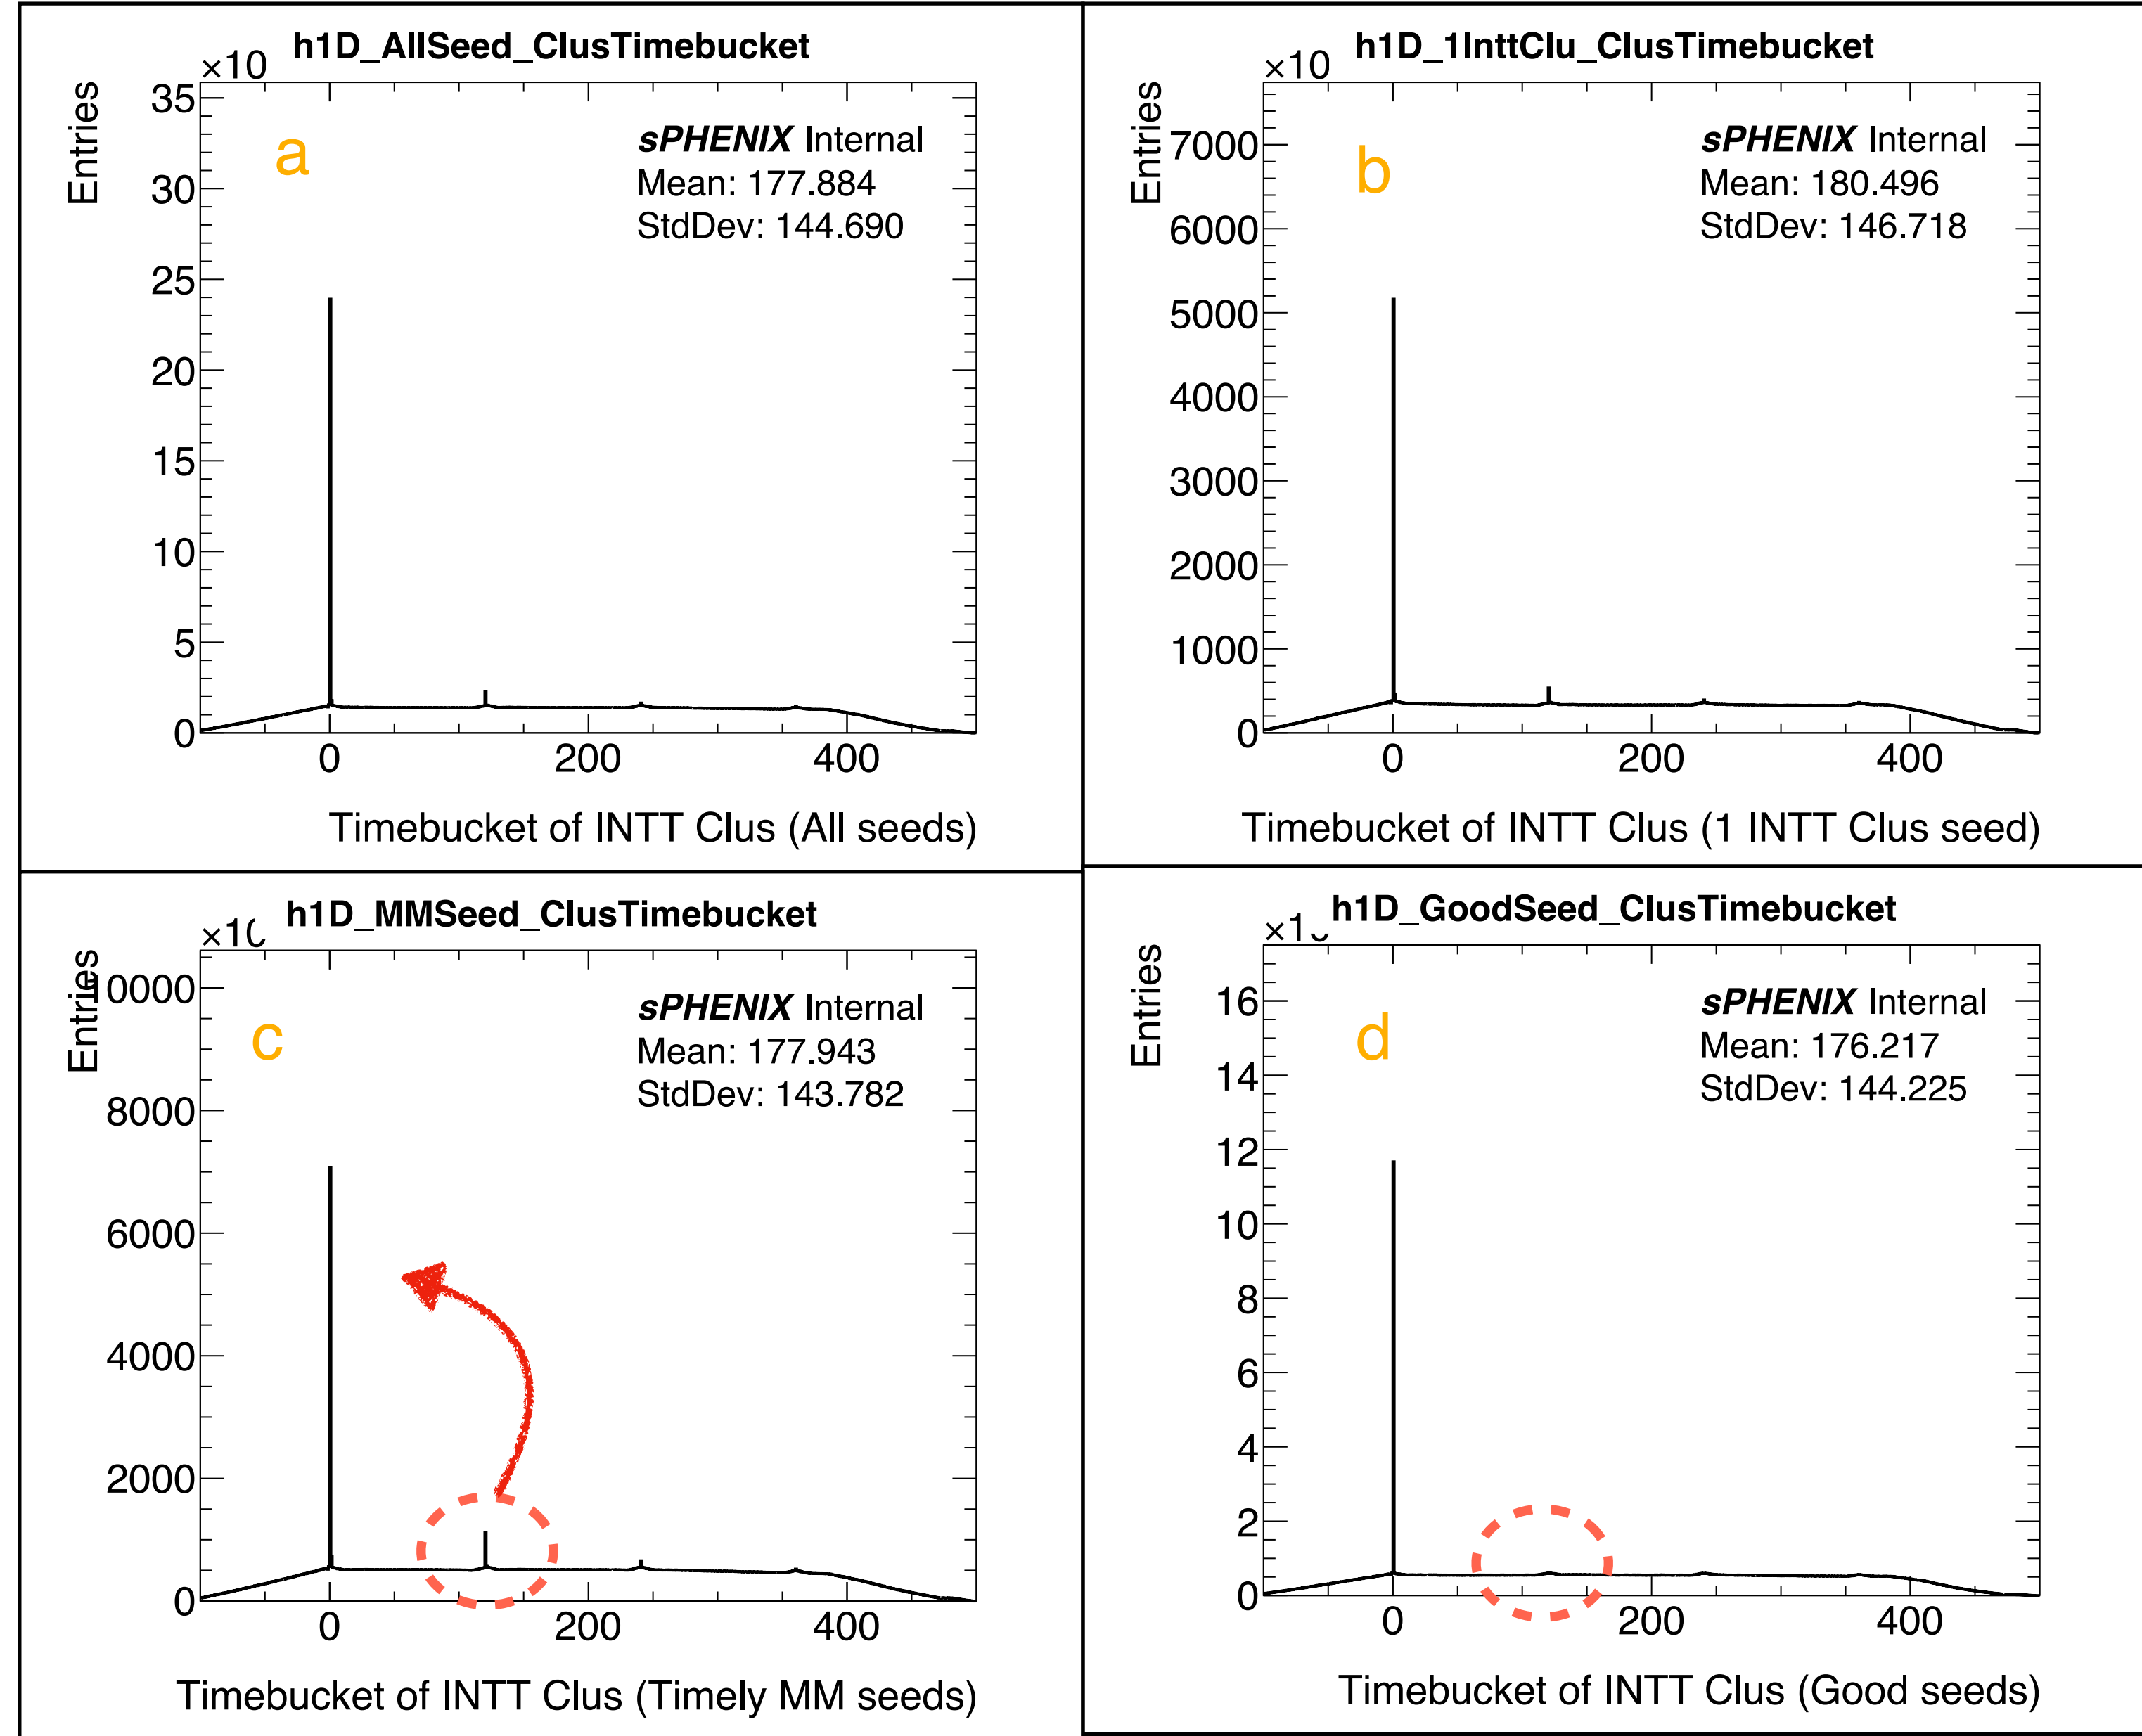 h1D_AllSeed_ClusTimebucket
×10
Entries
35
30
25
20
15
10
5
0
a
sPHENIX Internal
Mean: 177.884
StdDev: 144.690
0 200 400
Timebucket of INTT Clus (All seeds)
h1D_1InttClu_ClusTimebucket
×10
Entries
7000
6000
5000
4000
3000
2000
1000
0
b
sPHENIX Internal
Mean: 180.496
StdDev: 146.718
0 200 400
Timebucket of INTT Clus (1 INTT Clus seed)
h1D_MMSeed_ClusTimebucket
Entries
10000
8000
6000
4000
2000
0
c
sPHENIX Internal
Mean: 177.943
StdDev: 143.782
0 200 400
Timebucket of INTT Clus (Timely MM seeds)
h1D_GoodSeed_ClusTimebucket
Entries
16
14
12
10
8
6
4
2
0
d
sPHENIX Internal
Mean: 176.217
StdDev: 144.225
0 200 400
Timebucket of INTT Clus (Good seeds)